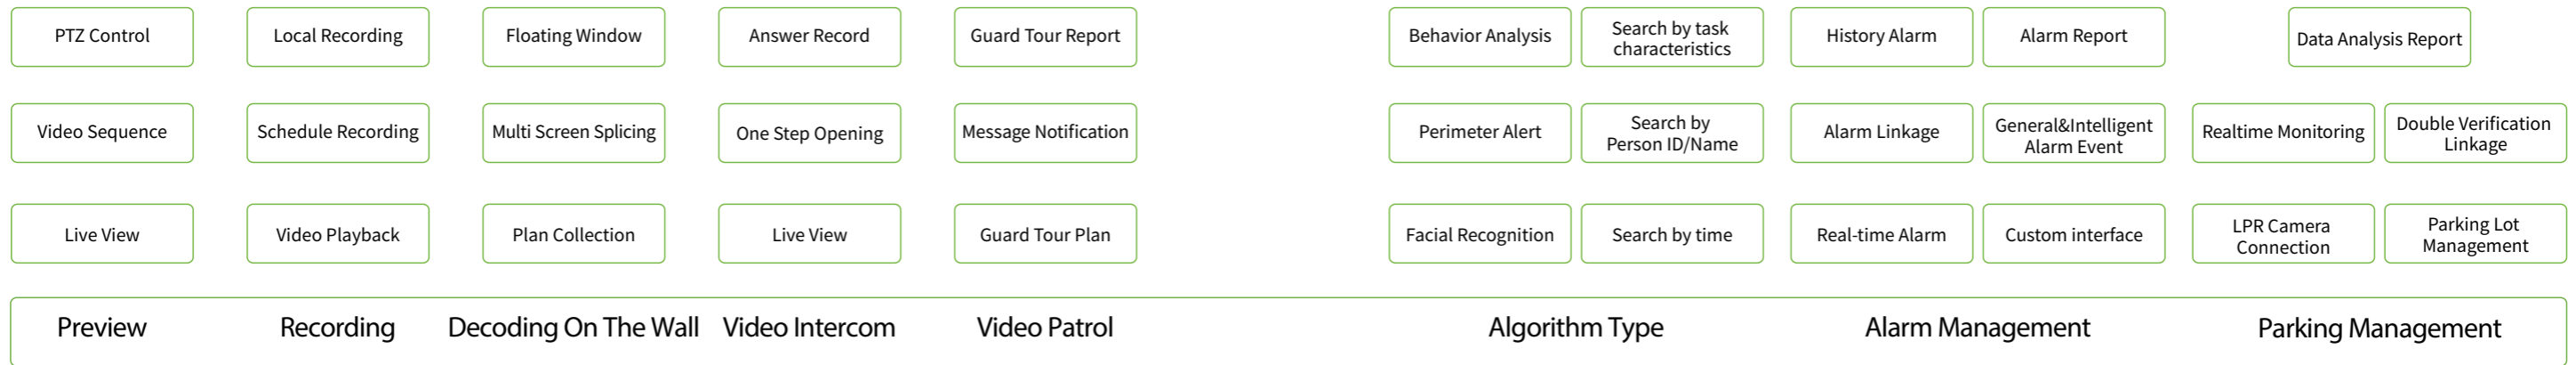 PTZ Control
Local Recording
Floating Window
Answer Record
Guard Tour Report
Behavior Analysis
Search by task
characteristics
History Alarm
Alarm Report
Data Analysis Report
Video Sequence
Schedule Recording
Multi Screen Splicing
One Step Opening
Message Notification
Perimeter Alert
Search by
Person ID/Name
Alarm Linkage
General&Intelligent
Alarm Event
Realtime Monitoring
Double Verification
Linkage
Live View
Video Playback
Plan Collection
Live View
Guard Tour Plan
Facial Recognition
Search by time
Real-time Alarm
Custom interface
LPR Camera
Connection
Parking Lot
Management
Preview
Recording
Decoding On The Wall
Video Intercom
Video Patrol
Algorithm Type
Alarm Management
Parking Management